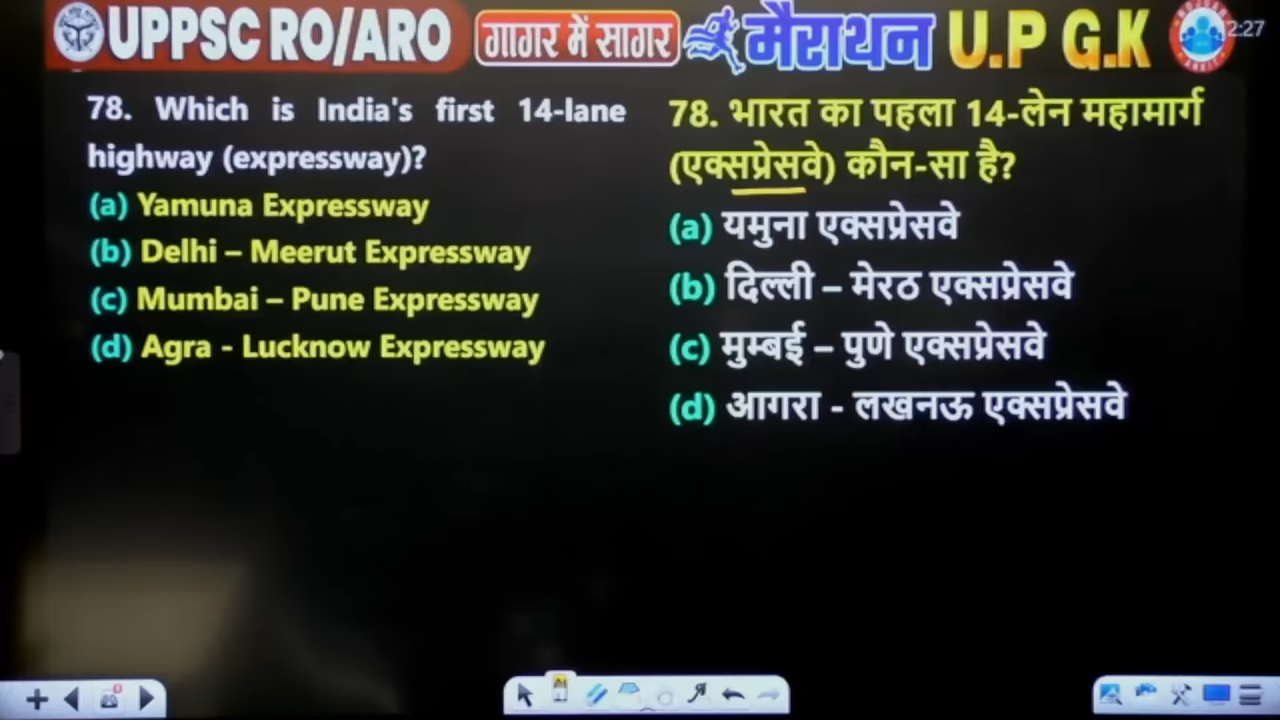 UPPSC RO/ARO गागर में सागर मैराथन U.P G.K
2:27
78. Which is India's first 14-lane
highway (expressway)?
(a) Yamuna Expressway
(b) Delhi – Meerut Expressway
(c) Mumbai – Pune Expressway
(d) Agra - Lucknow Expressway
78. भारत का पहला 14-लेन महामार्ग
(एक्सप्रेसवे) कौन-सा है?
(a) यमुना एक्सप्रेसवे
(b) दिल्ली – मेरठ एक्सप्रेसवे
(c) मुम्बई – पुणे एक्सप्रेसवे
(d) आगरा - लखनऊ एक्सप्रेसवे